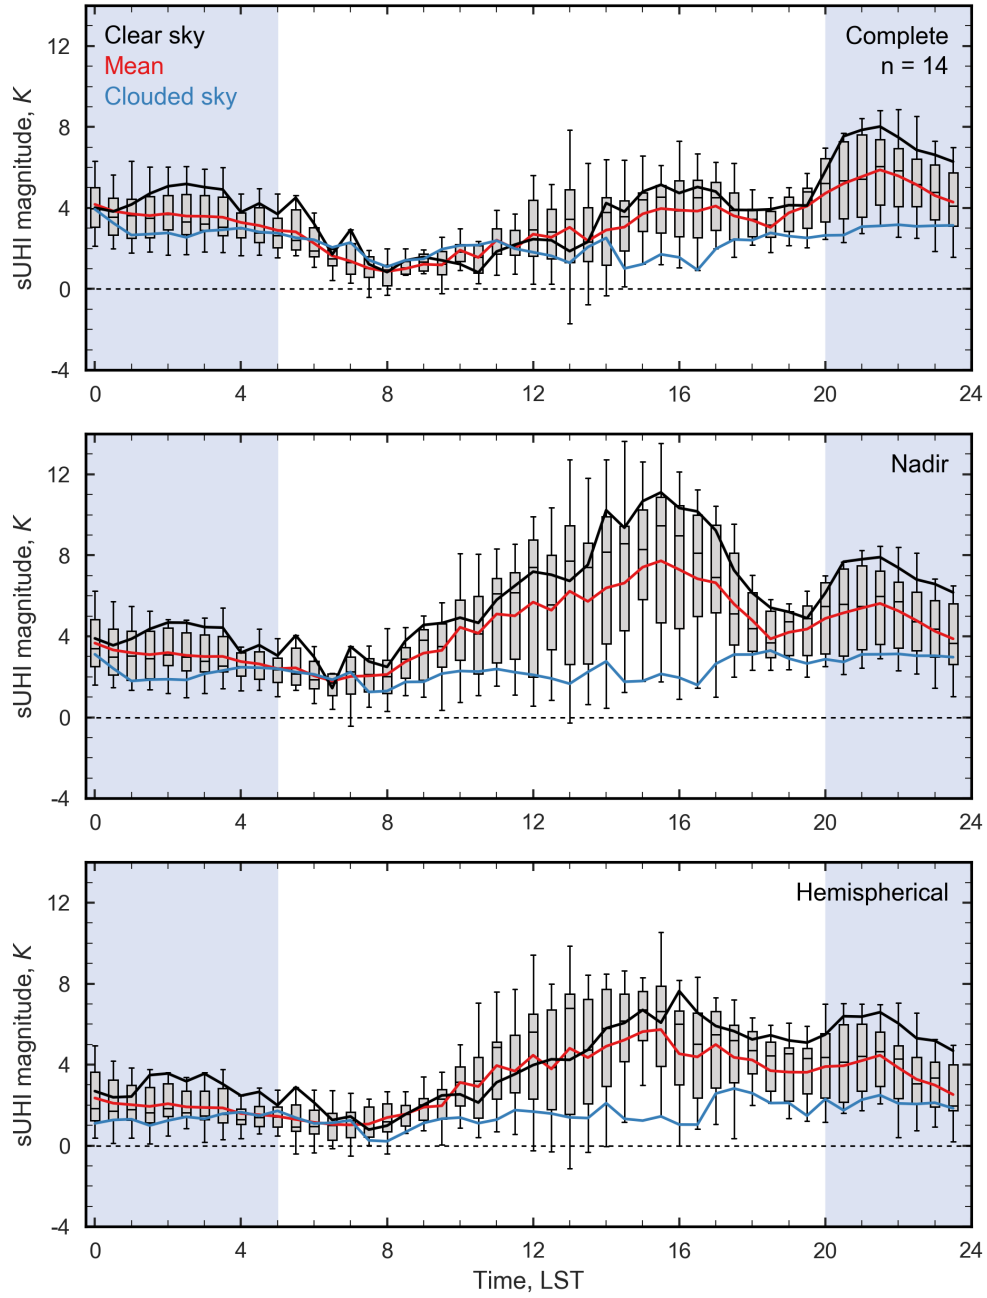 Clear sky
Mean
Clouded sky
Complete
n = 14
sUHI magnitude, K
12
8
4
0
-4
0 4 8 12 16 20 24
Nadir
sUHI magnitude, K
12
8
4
0
-4
0 4 8 12 16 20 24
Hemispherical
sUHI magnitude, K
12
8
4
0
-4
0 4 8 12 16 20 24
Time, LST